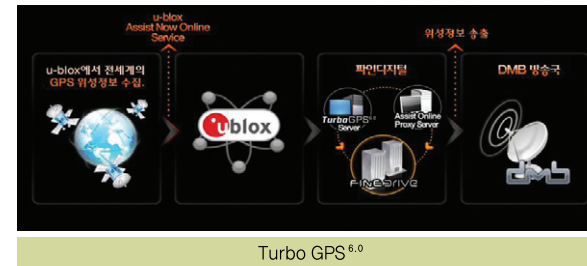 u-blox
Assist Now Online
Service
위성정보 송출
u-blox에서 전세계의
GPS 위성정보 수집.
ublox
파인디지털
TurboGPS6.0
Server
Assist Online
Proxy Server
FINEDRIVE
DMB 방송국
dmb
Turbo GPS 6.0